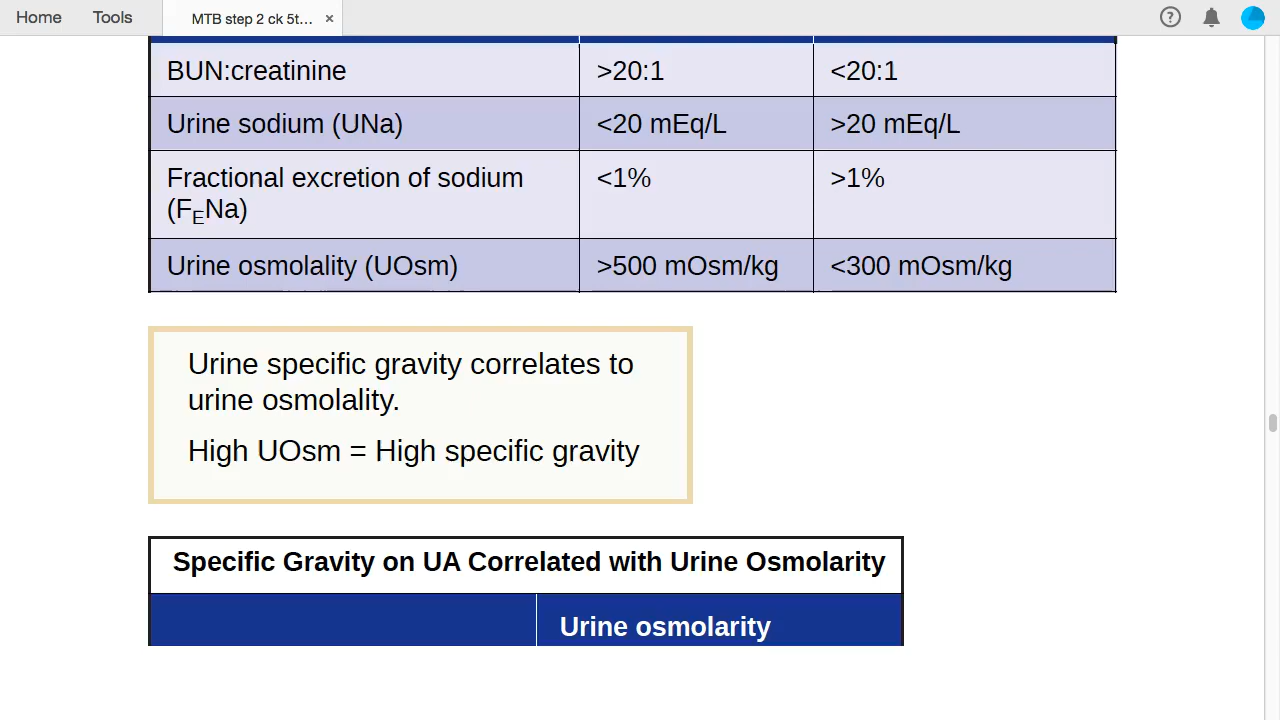 Home Tools MTB step 2 ck 5t... ×
BUN:creatinine >20:1 <20:1
Urine sodium (UNa) <20 mEq/L >20 mEq/L
Fractional excretion of sodium <1% >1%
(FENa)
Urine osmolality (UOsm) >500 mOsm/kg <300 mOsm/kg
Urine specific gravity correlates to
urine osmolality.
High UOsm = High specific gravity
Specific Gravity on UA Correlated with Urine Osmolarity
Urine osmolarity